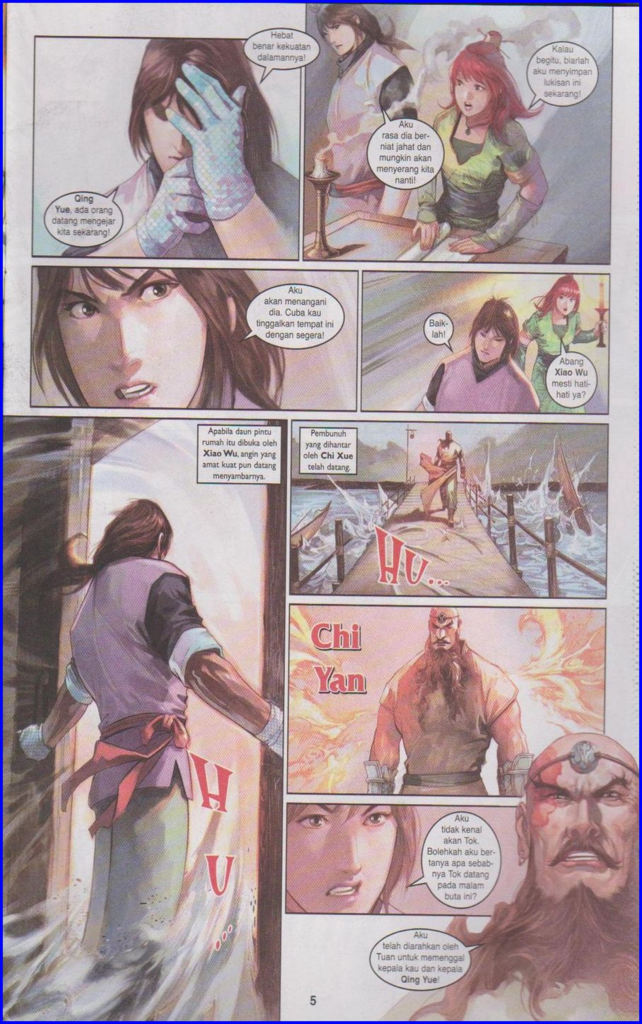 Hebat
benar kekuatan
dalamannya!
Qing
Yue, ada orang
datang mengejar
kita sekarang!
Kalau
begitu, biarlah
aku menyimpan
lukisan ini
sekarang!
Aku
rasa dia ber-
niat jahat dan
mungkin akan
menyerang kita
nanti!
Aku
akan menangani
dia. Cuba kau
tinggalkan tempat ini
dengan segera!
Baik-
lah!
Abang
Xiao Wu
mesti hati-
hati ya?
Apabila daun pintu
rumah itu dibuka oleh
Xiao Wu, angin yang
amat kuat pun datang
menyambarnya.
HU...
Pembunuh
yang dihantar
oleh Chi Xue
telah datang.
HU...
Chi
Yan
Aku
tidak kenal
akan Tok.
Bolehkah aku ber-
tanya apa sebab-
nya Tok datang
pada malam
buta ini?
Aku
telah diarahkan oleh
Tuan untuk memenggal
kepala kau dan kepala
Qing Yue!
5